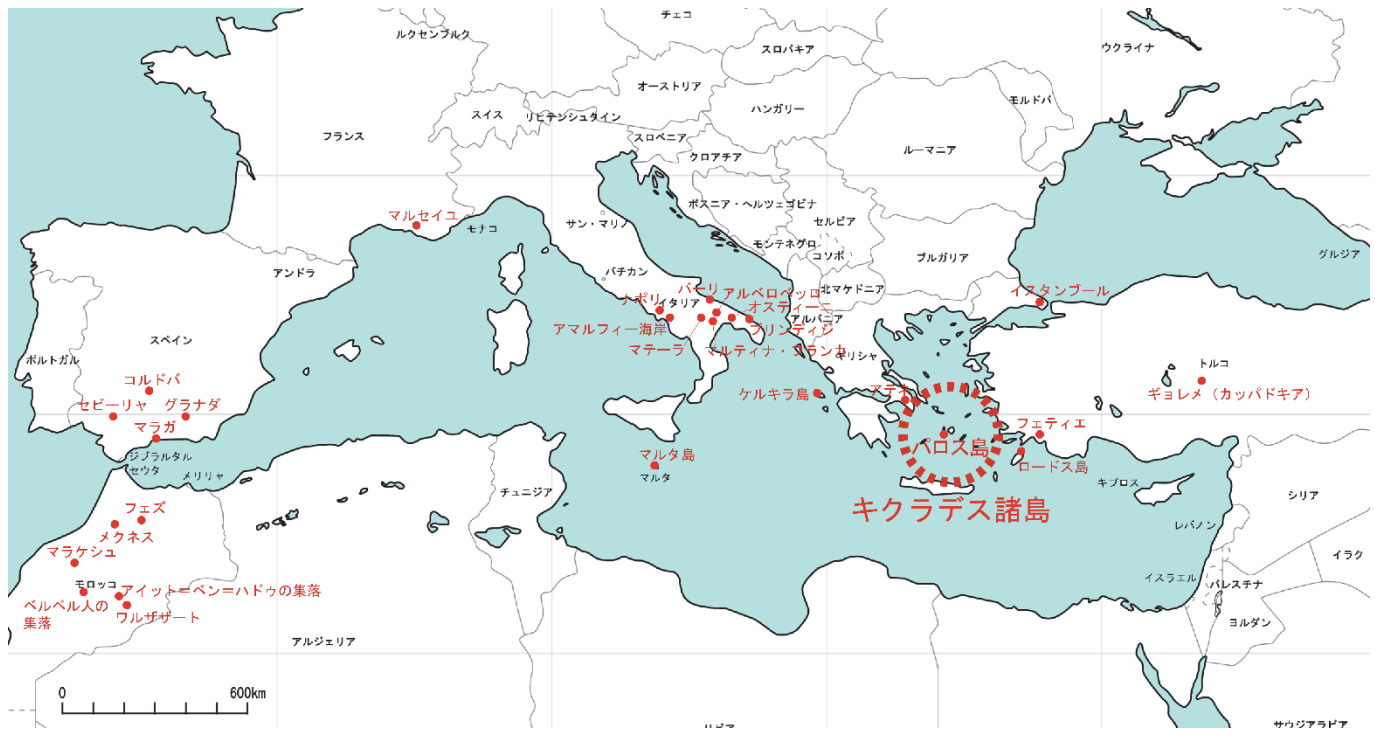 チェコ
ルクセンブルク
スロバキア
ウクライナ
オーストリア
ハンガリー
モルドバ
スイス
リヒテンシュタイン
フランス
スロベニア
クロアチア
ルーマニア
ボスニア・ヘルツェゴビナ
マルセイユ
モナコ
サン・マリノ
セルビア
モンテネグロ
コソボ
ブルガリア
グルジア
アンドラ
バチカン
北マケドニア
バーリ
アルベロベッロ
イスタンブール
ナポリ
イタリア
オスティーニ
アマルフィー海岸
ブリンディジ
アルバニア
マテーラ
マルティナ・フランカ
ギリシャ
スペイン
ポルトガル
トルコ
コルドバ
ギョレメ（カッパドキア）
ケルキラ島
アテネ
セビーリャ
グラナダ
マラガ
フェティエ
パロス島
ジブラルタル
セウタ
メリリャ
マルタ島
マルタ
ロードス島
キプロス
チュニジア
シリア
キクラデス諸島
フェズ
メクネス
レバノン
マラケシュ
イラク
モロッコ
アイット＝ベン＝ハドゥの集落
イスラエル
パレスチナ
ベルベル人の
集落
ワルザザート
ヨルダン
アルジェリア
0
600km